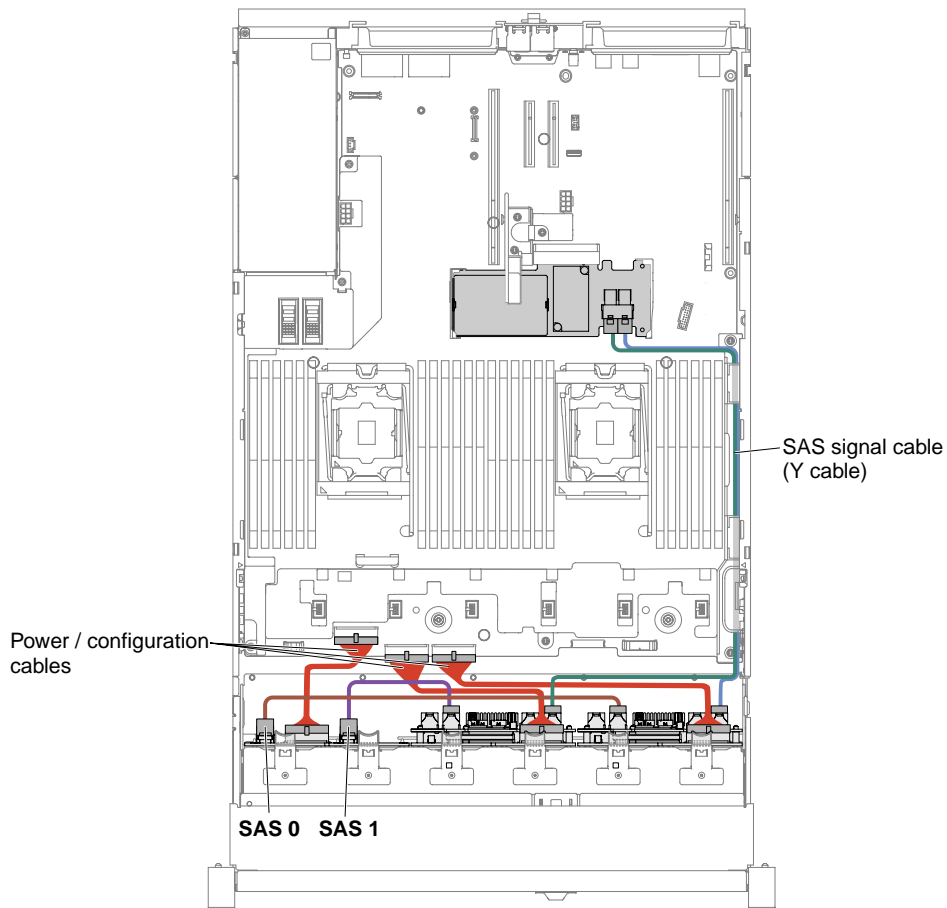 SAS signal cable
(Y cable)
Power / configuration
cables
SAS 0
SAS 1